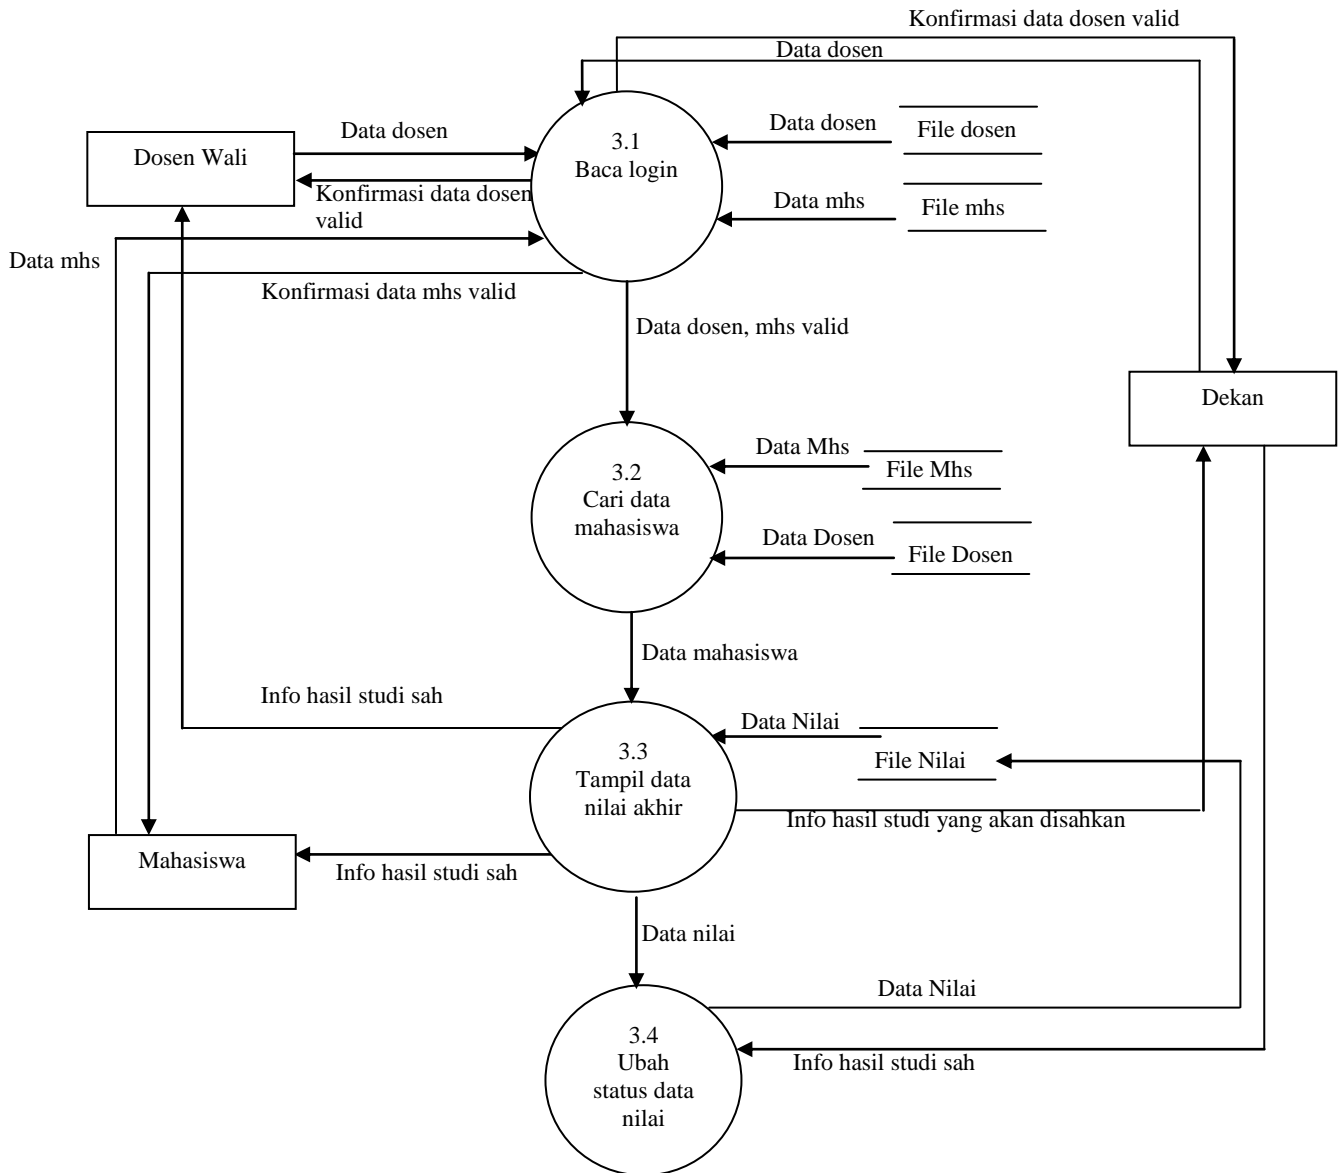 Konfirmasi data dosen valid
Data dosen
Data dosen
Dosen Wali
3.1
Baca login
Data dosen
File dosen
Konfirmasi data dosen
valid
Data mhs
File mhs
Data mhs
Konfirmasi data mhs valid
Data dosen, mhs valid
Dekan
3.2
Cari data
mahasiswa
Data Mhs
File Mhs
Data Dosen
File Dosen
Data mahasiswa
Info hasil studi sah
3.3
Tampil data
nilai akhir
Data Nilai
File Nilai
Info hasil studi yang akan disahkan
Mahasiswa
Info hasil studi sah
Data nilai
Data Nilai
3.4
Ubah
status data
nilai
Info hasil studi sah